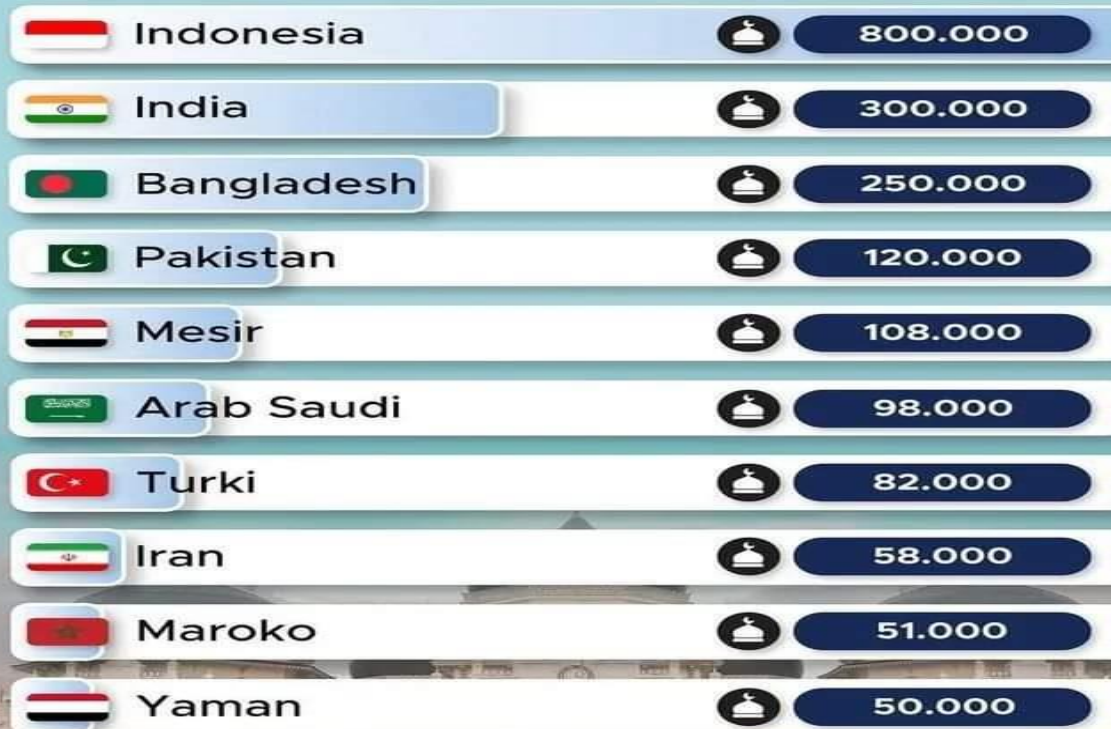 Indonesia 800.000
India 300.000
Bangladesh 250.000
Pakistan 120.000
Mesir 108.000
Arab Saudi 98.000
Turki 82.000
Iran 58.000
Maroko 51.000
Yaman 50.000